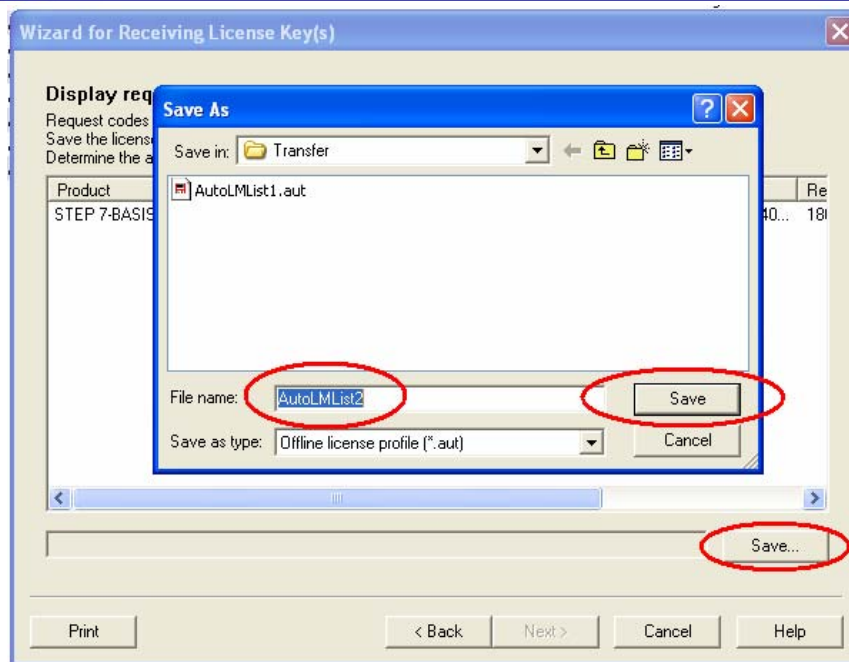 Wizard for Receiving License Key(s)
Display req
Request codes
Save the licens
Determine the a
Product
Re
STEP 7-BASIS
40... 180
Save As
Save in: Transfer
AutoLMList1.aut
File name: AutoLMList2
Save
Save as type: Offline license profile (*.aut)
Cancel
Save...
Print
< Back
Next >
Cancel
Help